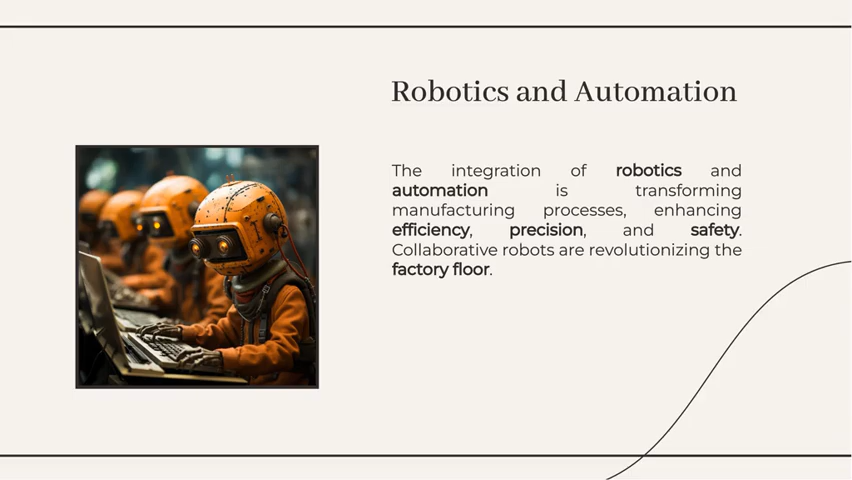 Robotics and Automation
The integration of robotics and
automation is transforming
manufacturing processes, enhancing
efficiency, precision, and safety.
Collaborative robots are revolutionizing the
factory floor.